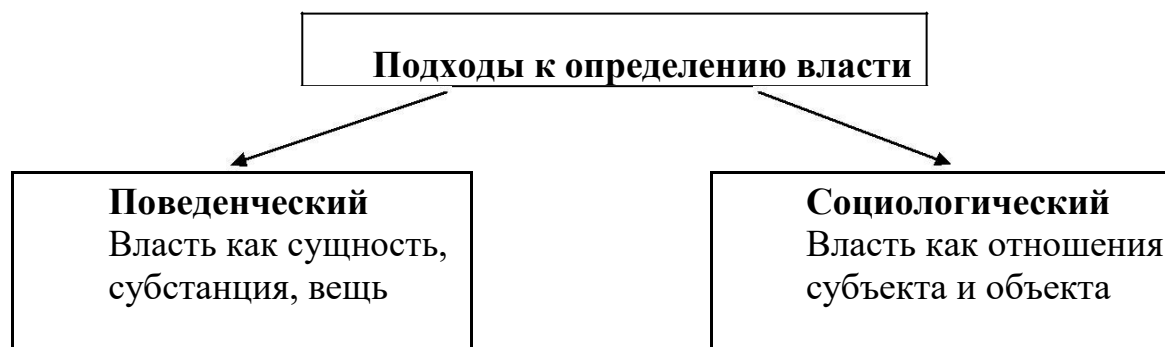 Подходы к определению власти
Поведенческий
Власть как сущность,
субстанция, вещь
Социологический
Власть как отношения
субъекта и объекта